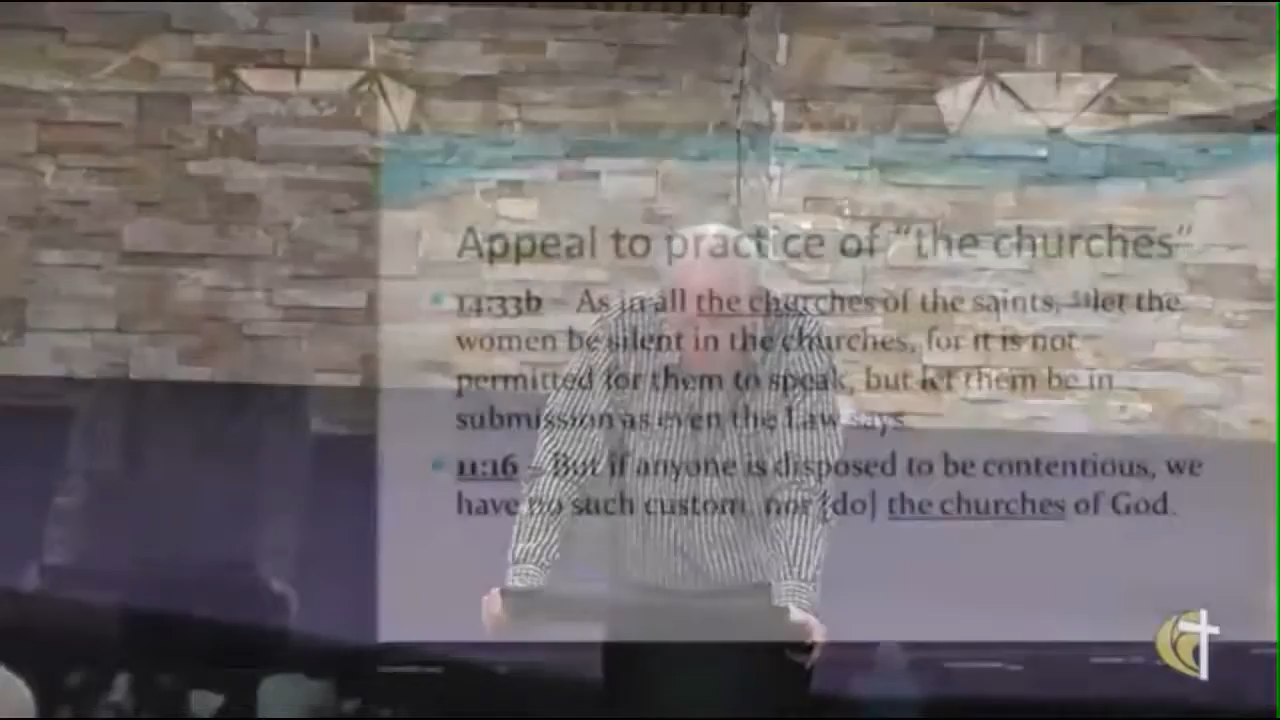 Appeal to practice of "the churches"
14:33b – As in all the churches of the saints, ³⁴let the
women be silent in the churches, for it is not
permitted for them to speak, but let them be in
submission as even the Law says
11:16 – But if anyone is disposed to be contentious, we
have no such custom, nor [do] the churches of God.